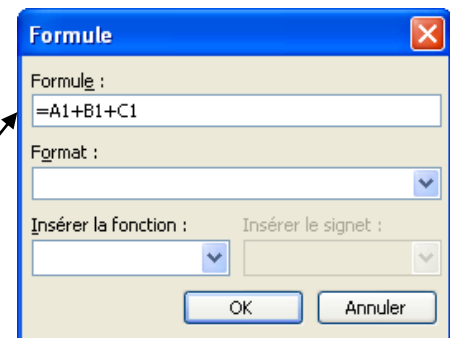 Formule
Formule :
=A1+B1+C1
Format :
Insérer la fonction :
Insérer le signet :
OK
Annuler